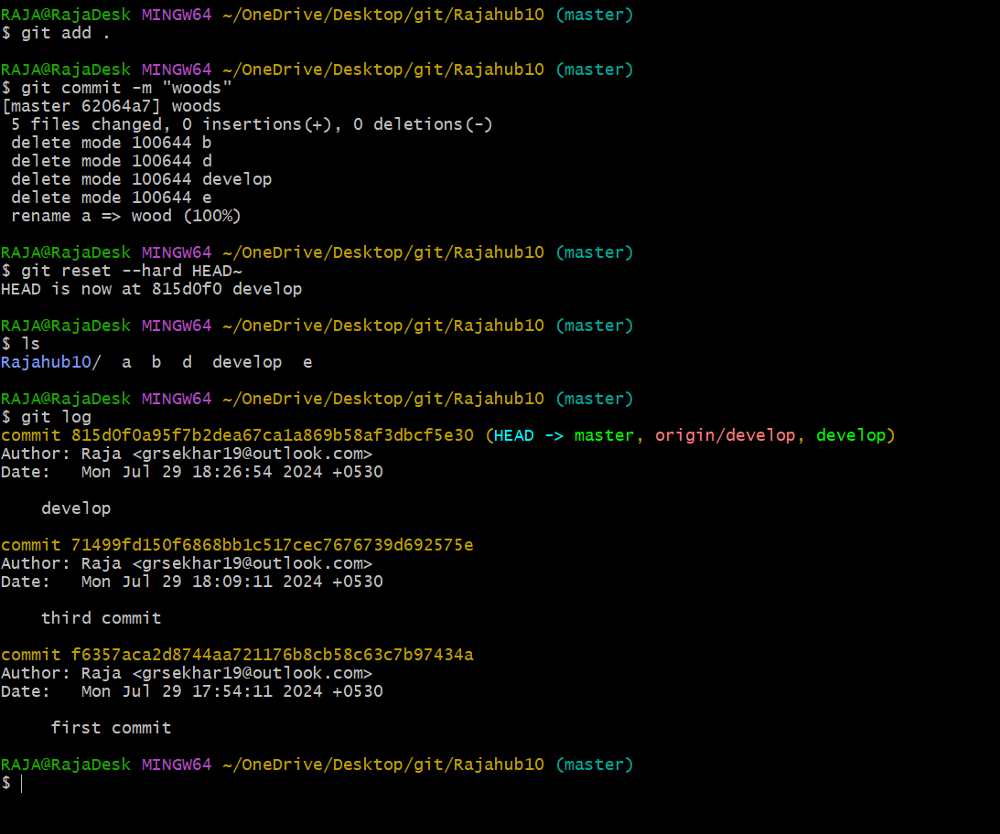 RAJA@RajaDesk MINGW64 ~/OneDrive/Desktop/git/Rajahub10 (master)
$ git add .
RAJA@RajaDesk MINGW64 ~/OneDrive/Desktop/git/Rajahub10 (master)
$ git commit -m "woods"
[master 62064a7] woods
 5 files changed, 0 insertions(+), 0 deletions(-)
 delete mode 100644 b
 delete mode 100644 d
 delete mode 100644 develop
 delete mode 100644 e
 rename a => wood (100%)
RAJA@RajaDesk MINGW64 ~/OneDrive/Desktop/git/Rajahub10 (master)
$ git reset --hard HEAD~
HEAD is now at 815d0f0 develop
RAJA@RajaDesk MINGW64 ~/OneDrive/Desktop/git/Rajahub10 (master)
$ ls
Rajahub10/  a  b  d  develop  e
RAJA@RajaDesk MINGW64 ~/OneDrive/Desktop/git/Rajahub10 (master)
$ git log
commit 815d0f0a95f7b2dea67ca1a869b58af3dbcf5e30 (HEAD -> master, origin/develop, develop)
Author: Raja <grsekhar19@outlook.com>
Date:   Mon Jul 29 18:26:54 2024 +0530
    develop
commit 71499fd150f6868bb1c517cec7676739d692575e
Author: Raja <grsekhar19@outlook.com>
Date:   Mon Jul 29 18:09:11 2024 +0530
    third commit
commit f6357aca2d8744aa721176b8cb58c63c7b97434a
Author: Raja <grsekhar19@outlook.com>
Date:   Mon Jul 29 17:54:11 2024 +0530
     first commit
RAJA@RajaDesk MINGW64 ~/OneDrive/Desktop/git/Rajahub10 (master)
$